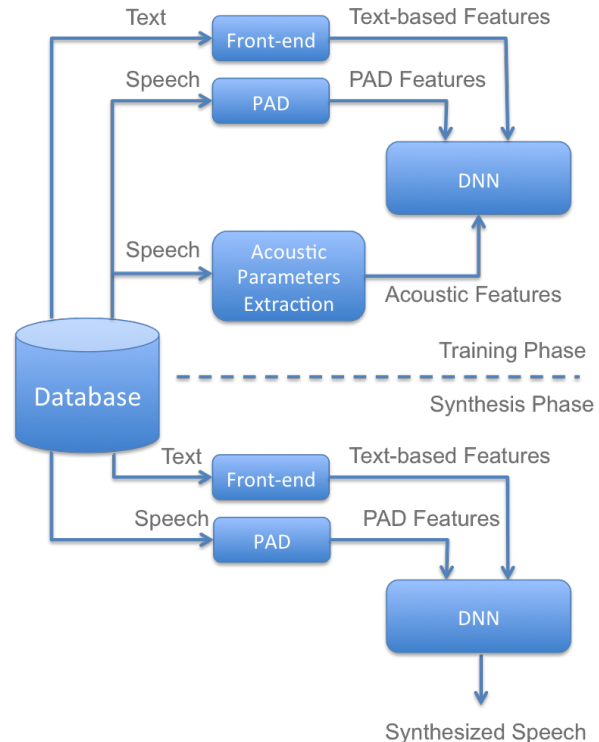 Text
Front-end
Text-based Features
Speech
PAD
PAD Features
DNN
Speech
Acoustic
Parameters
Extraction
Acoustic Features
Training Phase
Database
Synthesis Phase
Text
Front-end
Text-based Features
Speech
PAD
PAD Features
DNN
Synthesized Speech